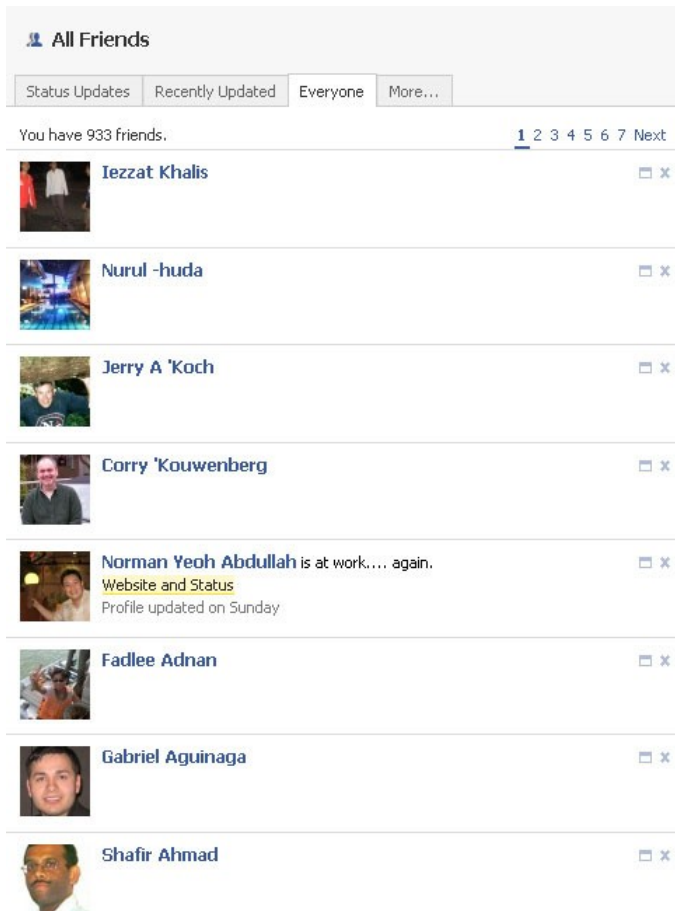 All Friends
Status Updates Recently Updated Everyone More...
You have 933 friends. 1 2 3 4 5 6 7 Next
Iezzat Khalis
Nurul -huda
Jerry A 'Koch
Corry 'Kouwenberg
Norman Yeoh Abdullah is at work.... again.
Website and Status
Profile updated on Sunday
Fadlee Adnan
Gabriel Aguinaga
Shafir Ahmad